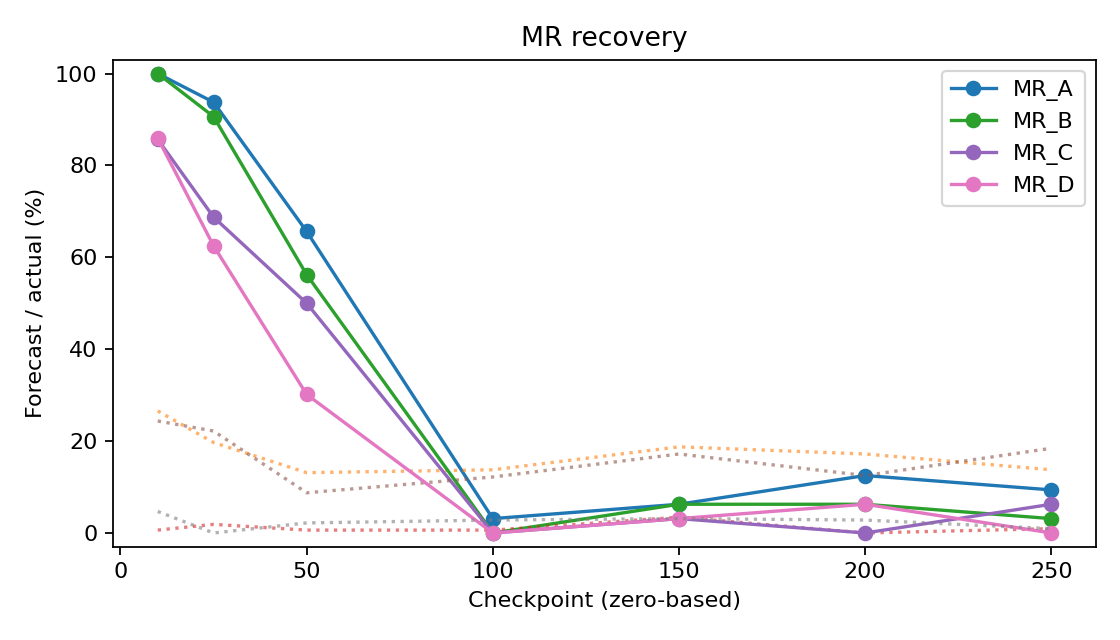 MR recovery
Forecast / actual (%)
100
80
60
40
20
0
MR_A
MR_B
MR_C
MR_D
0 50 100 150 200 250
Checkpoint (zero-based)